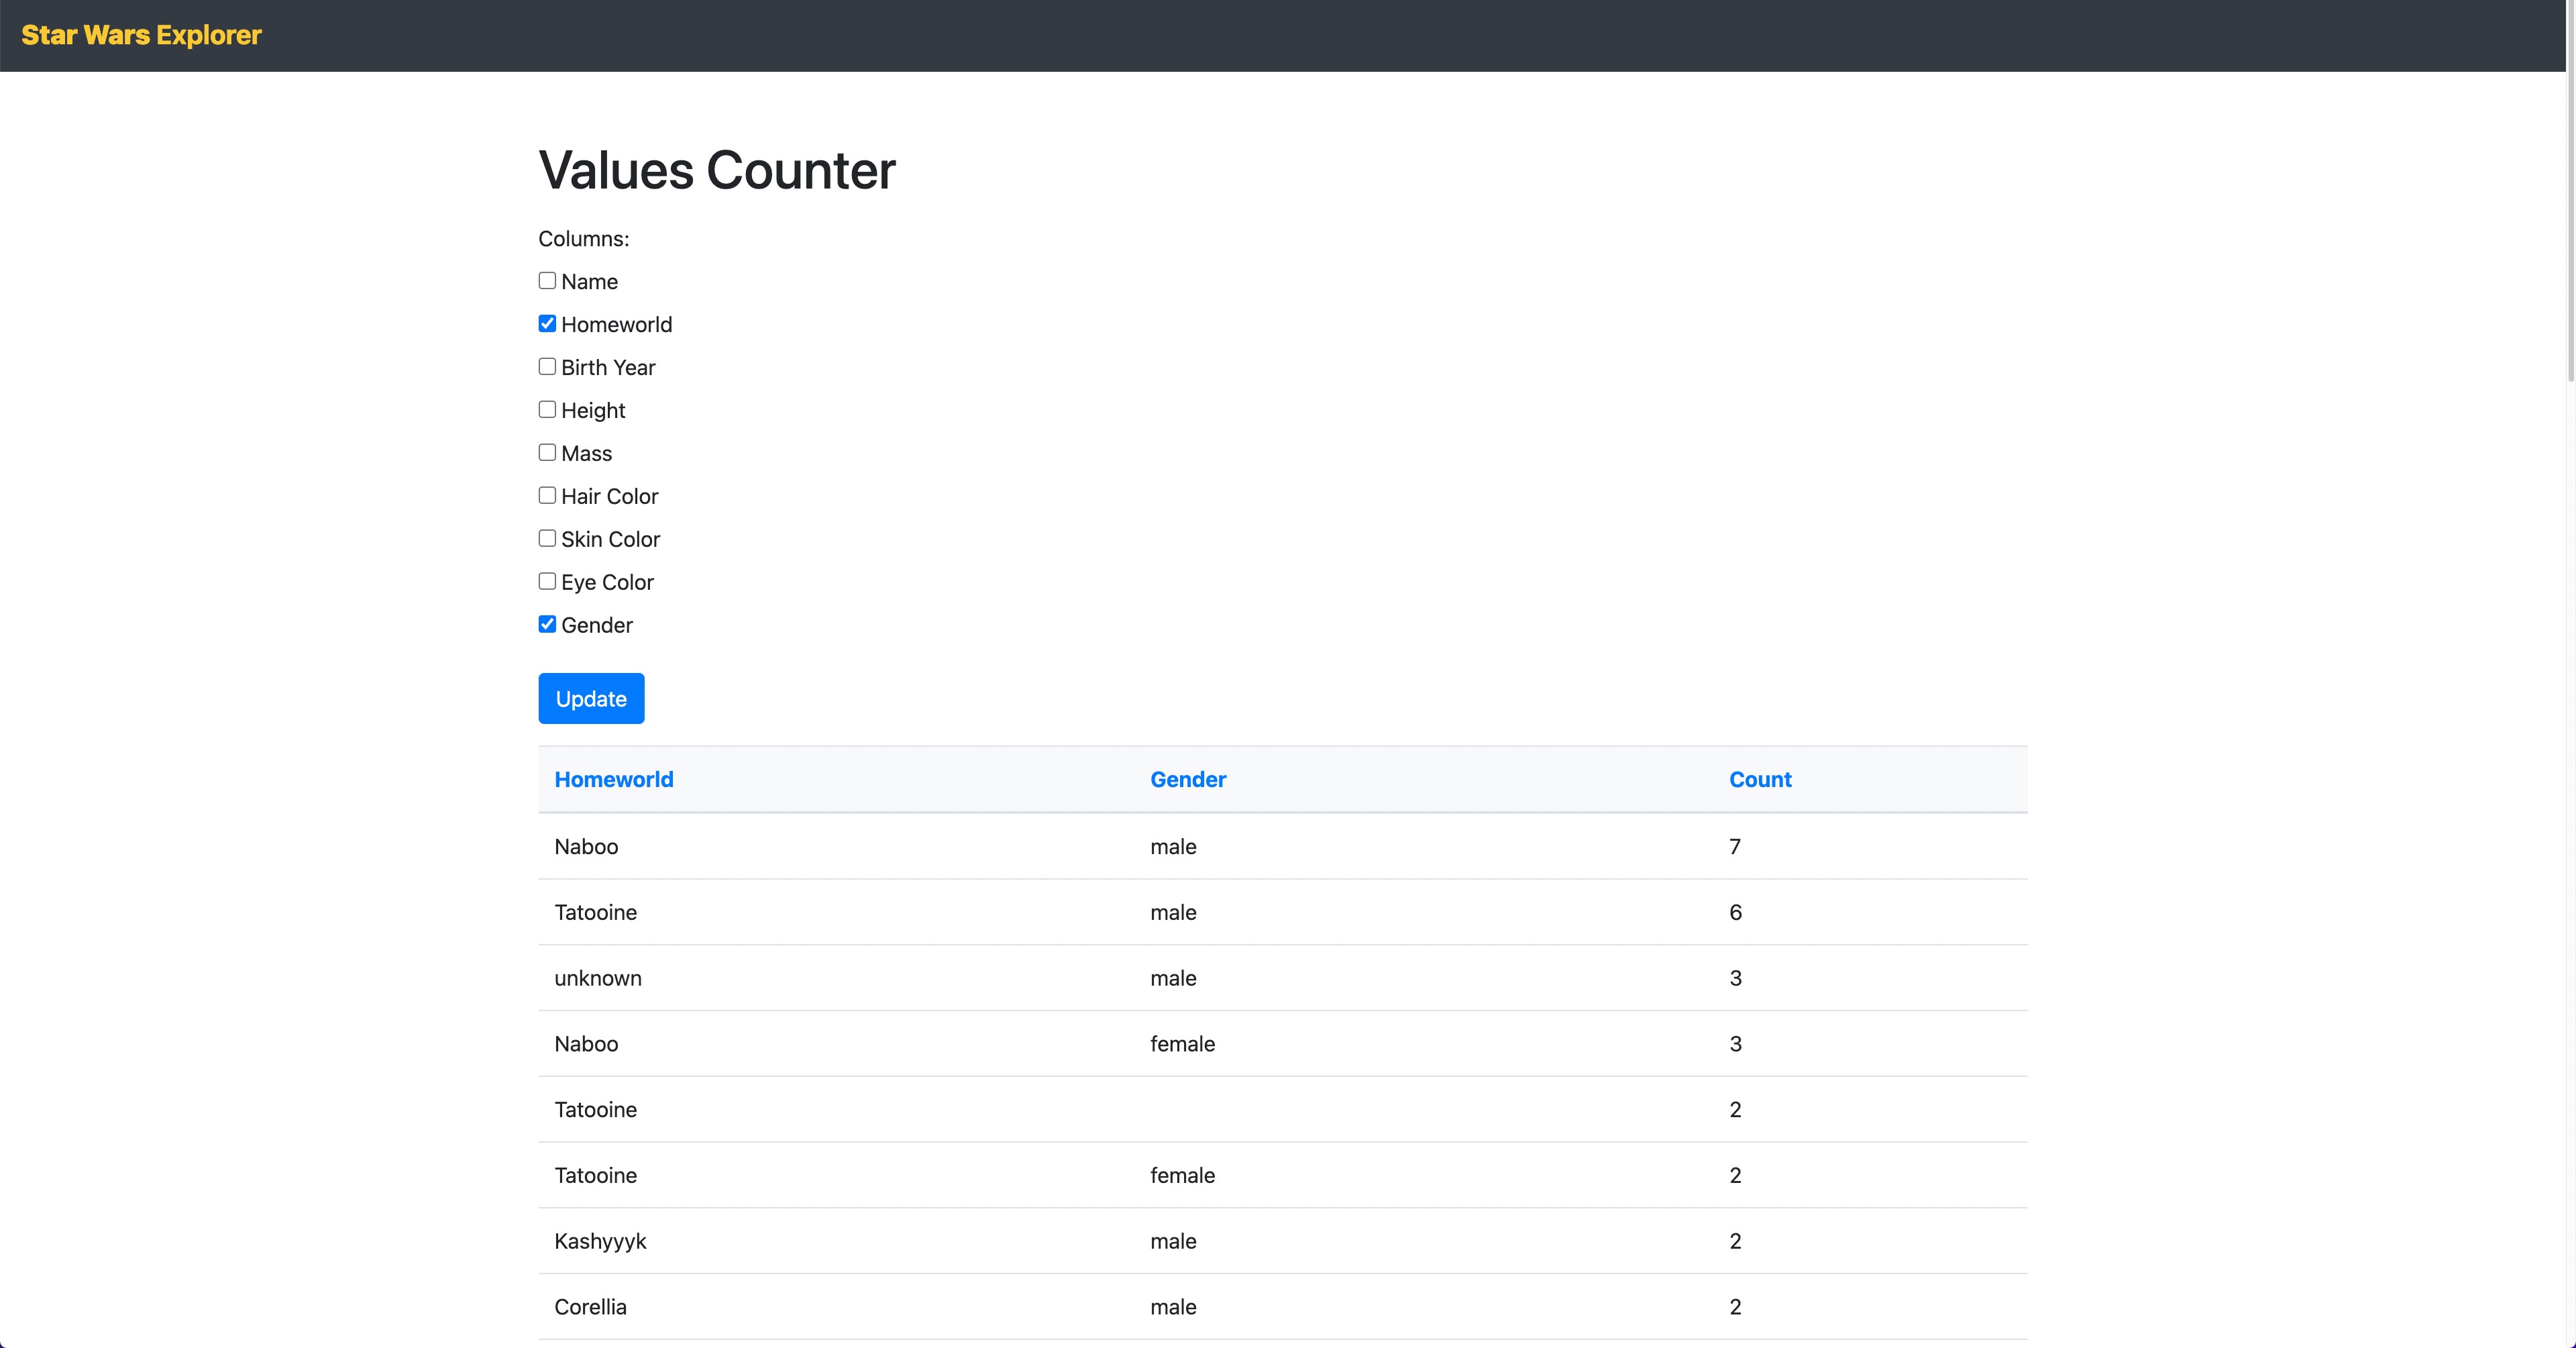 Star Wars Explorer
Values Counter
Columns:
Name
Homeworld
Birth Year
Height
Mass
Hair Color
Skin Color
Eye Color
Gender
Update
Homeworld Gender Count
Naboo male 7
Tatooine male 6
unknown male 3
Naboo female 3
Tatooine 2
Tatooine female 2
Kashyyyk male 2
Corellia male 2